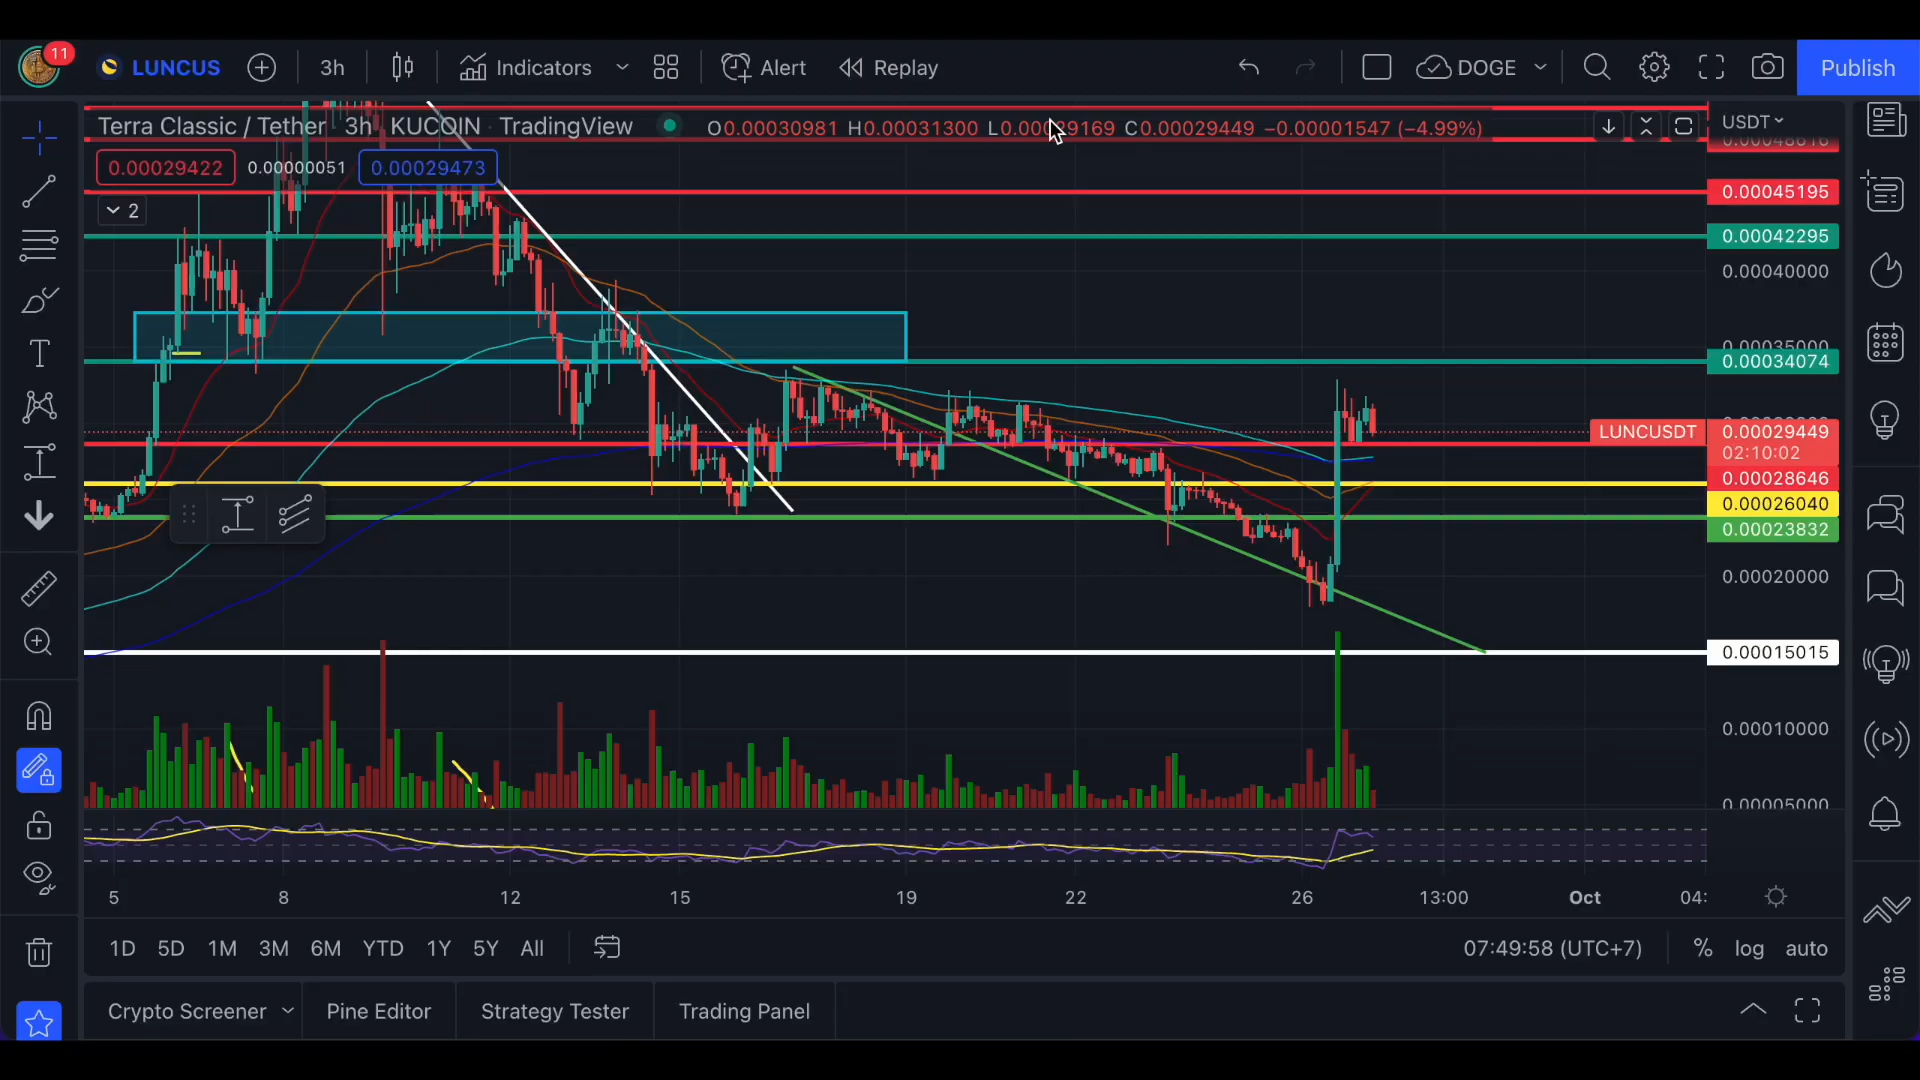 11
LUNCUS
3h
Indicators
Alert
Replay
DOGE
Publish
Terra Classic / Tether 3h KUCOIN TradingView
O0.00030981 H0.00031300 L0.00029169 C0.00029449 −0.00001547 (−4.99%)
USDT
0.00048616
0.00029422
0.00000051
0.00029473
2
0.00045195
0.00042295
0.00040000
0.00035000
0.00034074
LUNCUSDT
0.00029449
02:10:02
0.00028646
0.00026040
0.00023832
0.00020000
0.00015015
0.00010000
0.00005000
5 8 12 15 19 22 26 13:00 Oct 04:
1D 5D 1M 3M 6M YTD 1Y 5Y All
07:49:58 (UTC+7)
% log auto
Crypto Screener
Pine Editor
Strategy Tester
Trading Panel